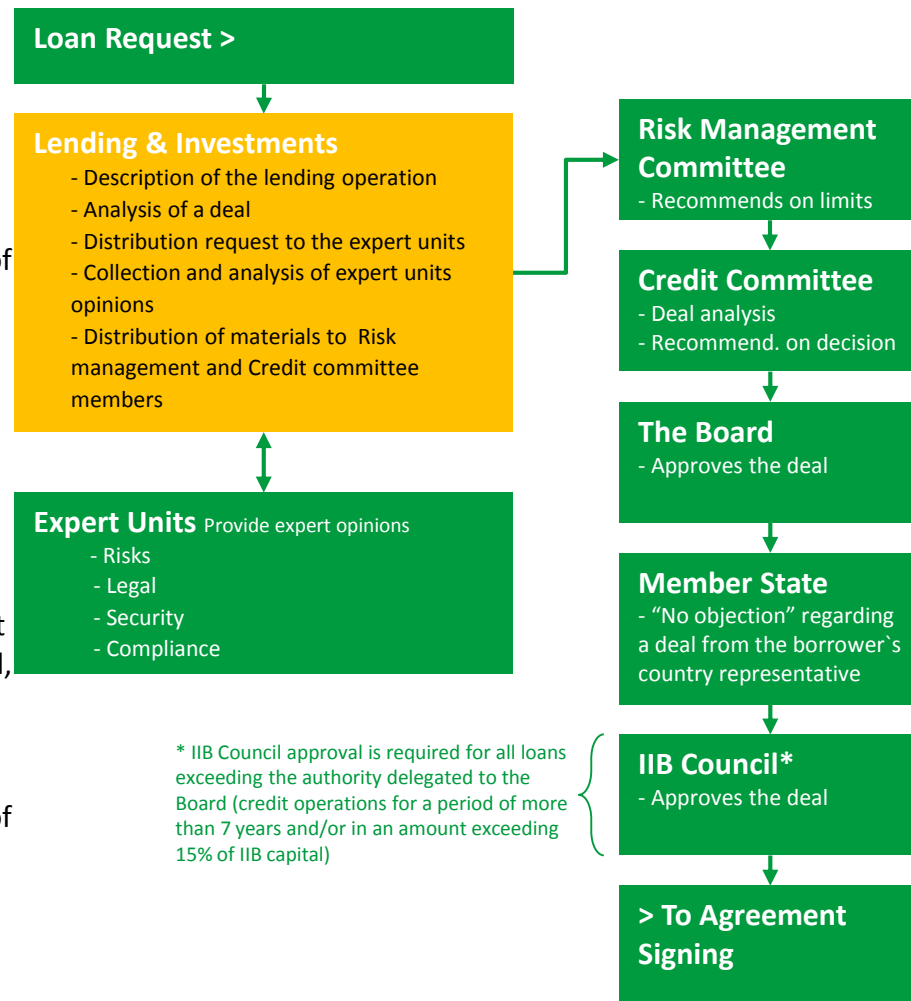 Loan Request >
Lending & Investments
- Description of the lending operation
- Analysis of a deal
- Distribution request to the expert units
- Collection and analysis of expert units
opinions
- Distribution of materials to Risk
management and Credit committee
members
of
Expert Units Provide expert opinions
- Risks
- Legal
- Security
- Compliance
t
l,
of
* IIB Council approval is required for all loans
exceeding the authority delegated to the
Board (credit operations for a period of more
than 7 years and/or in an amount exceeding
15% of IIB capital)
Risk Management
Committee
- Recommends on limits
Credit Committee
- Deal analysis
- Recommend. on decision
The Board
- Approves the deal
Member State
- “No objection” regarding
a deal from the borrower`s
country representative
IIB Council*
- Approves the deal
> To Agreement
Signing